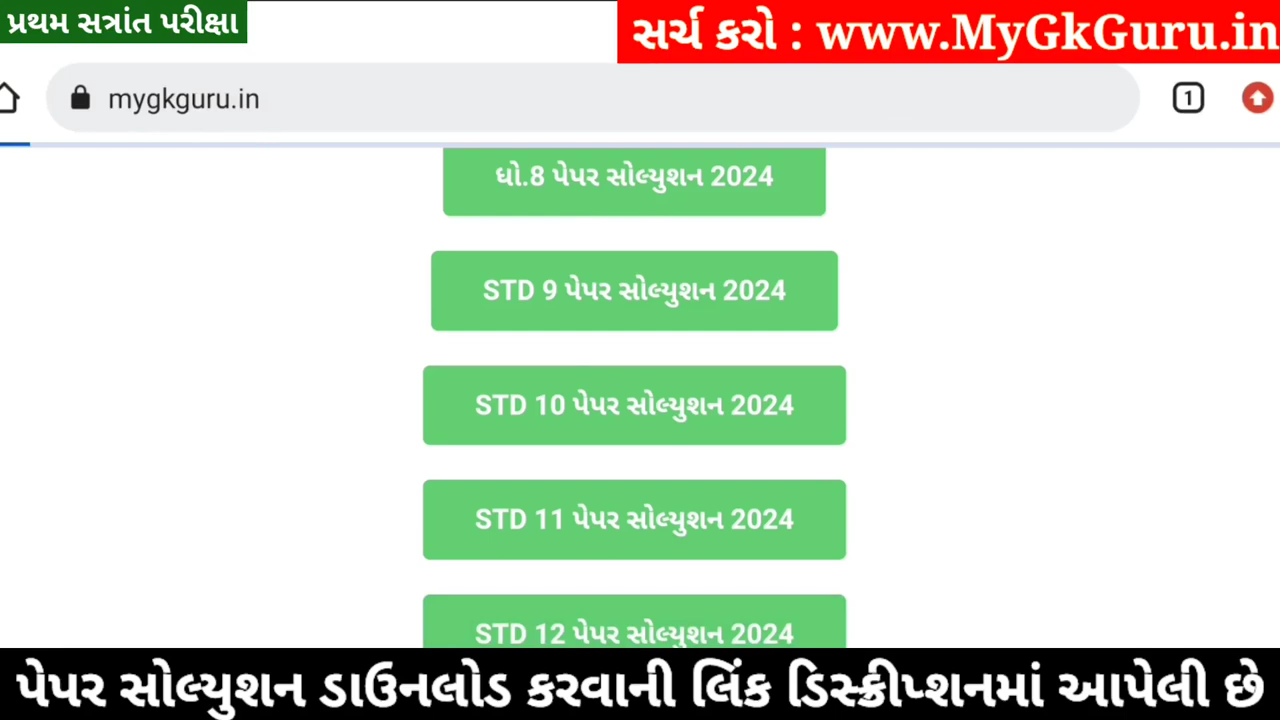 પ્રથમ સત્રાંત પરીક્ષા
સર્ચ કરો : www.MyGkGuru.in
mygkguru.in
1
ધો.8 પેપર સોલ્યુશન 2024
STD 9 પેપર સોલ્યુશન 2024
STD 10 પેપર સોલ્યુશન 2024
STD 11 પેપર સોલ્યુશન 2024
STD 12 પેપર સોલ્યુશન 2024
પેપર સોલ્યુશન ડાઉનલોડ કરવાની લિંક ડિસ્ક્રીપ્શનમાં આપેલી છે